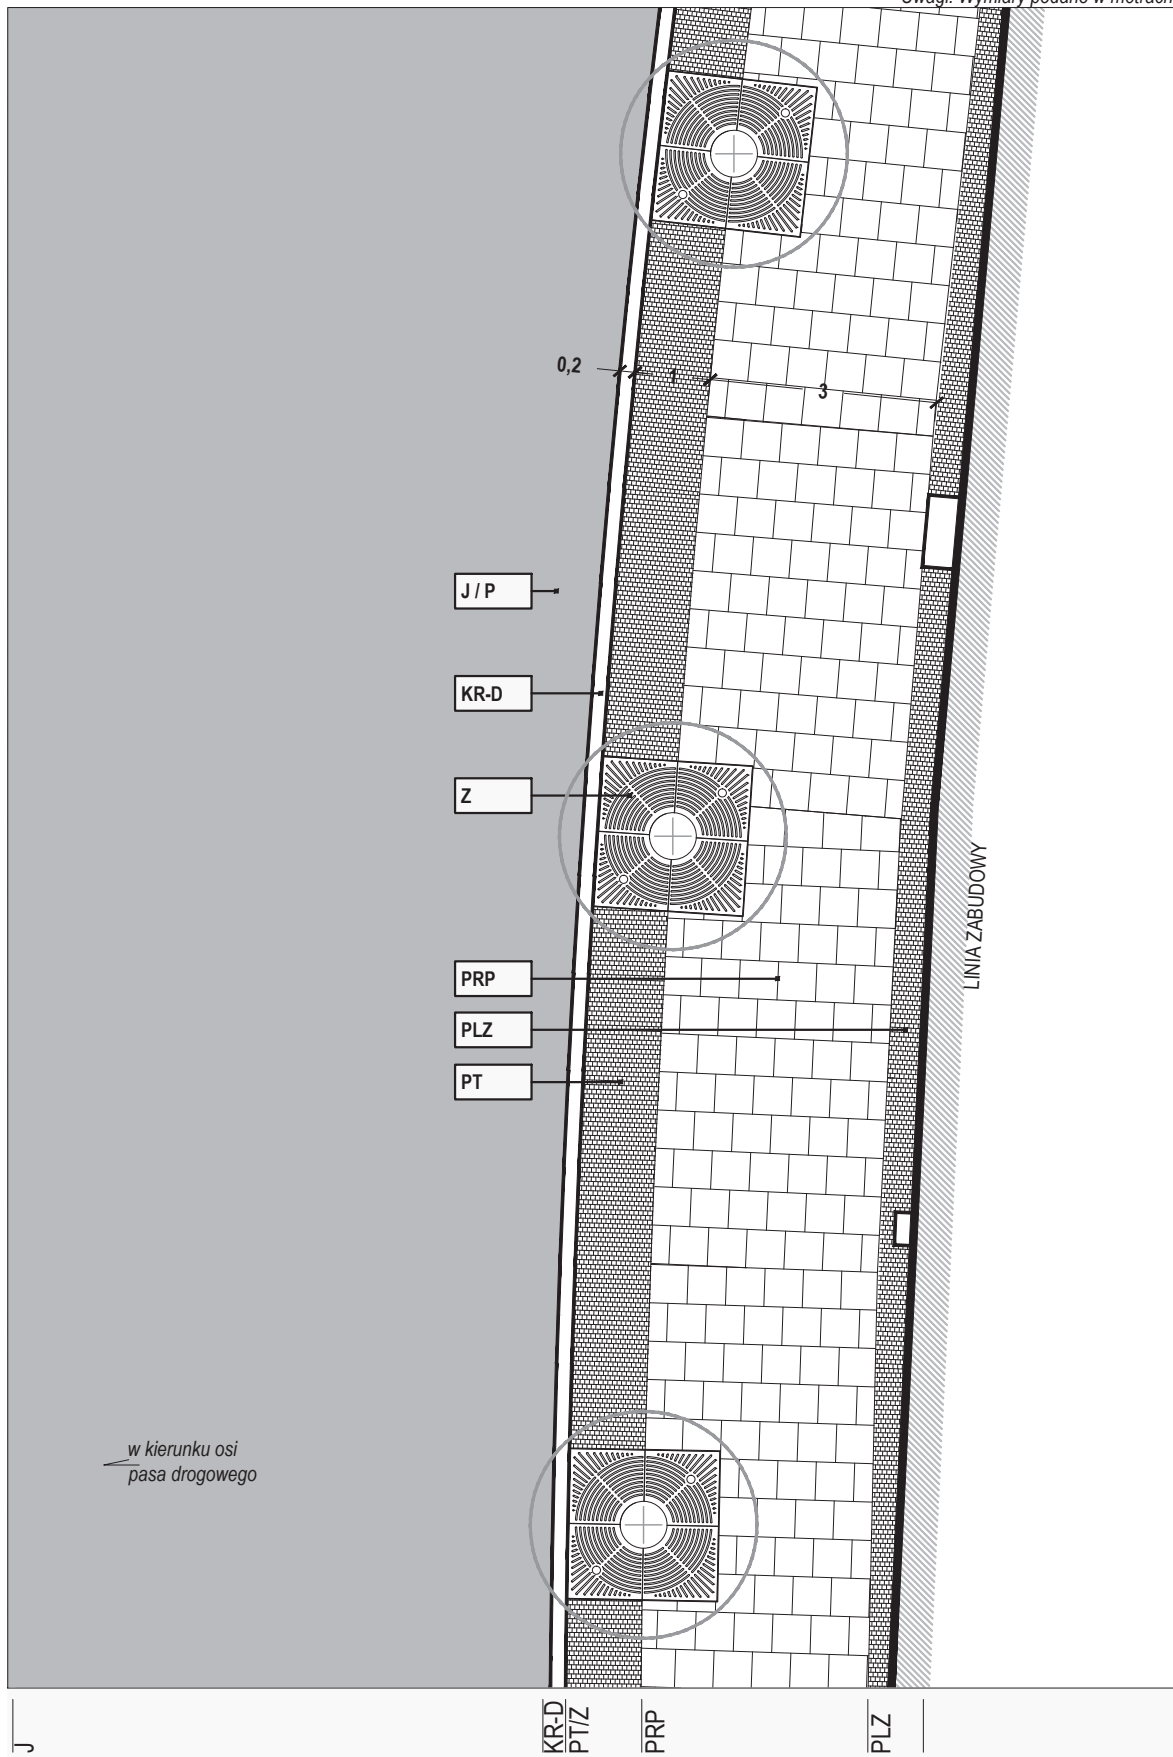 Uwagi: Wymiary podano w metrach
0,2
1
3
J / P
KR-D
Z
LINIA ZABUDOWY
PRP
PLZ
PT
w kierunku osi
pasa drogowego
J
KR-D
PT/Z
PRP
PLZ